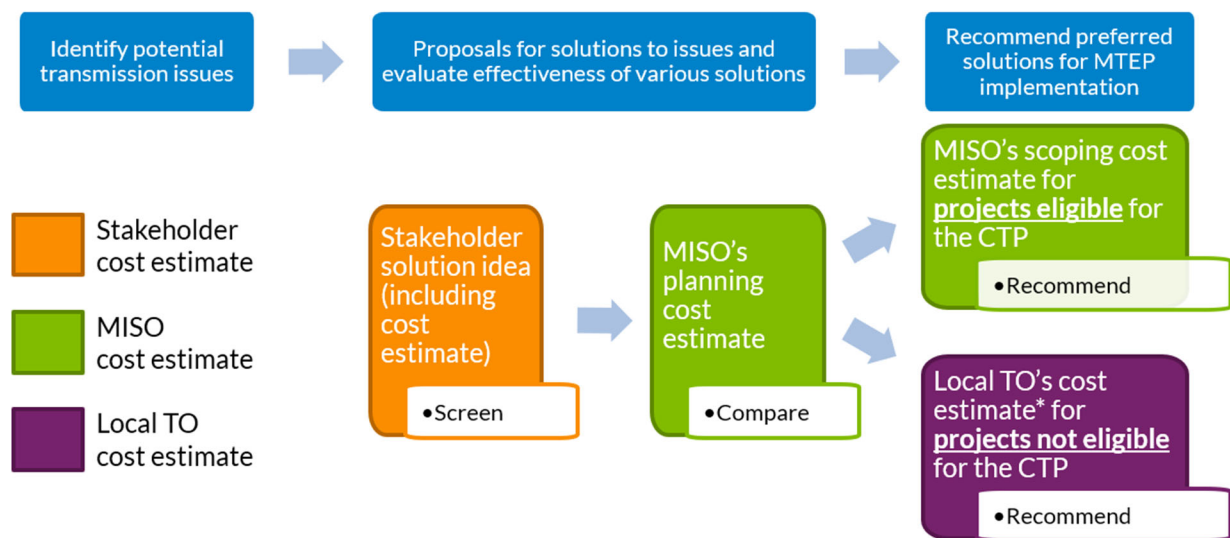 Identify potential
transmission issues
Proposals for solutions to issues and
evaluate effectiveness of various solutions
Recommend preferred
solutions for MTEP
implementation
Stakeholder
cost estimate
MISO
cost estimate
Local TO
cost estimate
Stakeholder
solution idea
(including
cost
estimate)
•Screen
MISO’s
planning
cost
estimate
•Compare
MISO’s scoping cost
estimate for
projects eligible for
the CTP
•Recommend
Local TO’s cost
estimate* for
projects not eligible
for the CTP
•Recommend